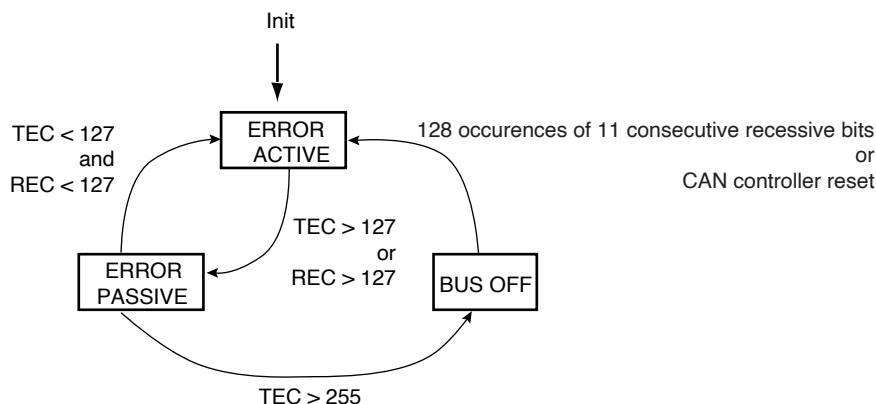 Init
TEC < 127
and
REC < 127
ERROR
ACTIVE
128 occurences of 11 consecutive recessive bits
or
CAN controller reset
TEC > 127
or
REC > 127
ERROR
PASSIVE
BUS OFF
TEC > 255